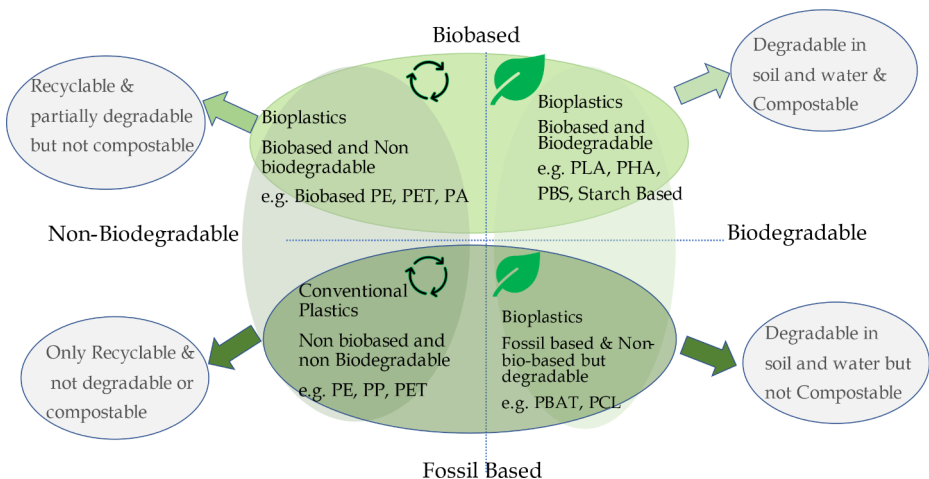 Biobased
Recyclable &
partially degradable
but not compostable
Bioplastics
Biobased and Non
biodegradable
e.g. Biobased PE, PET, PA
Bioplastics
Biobased and
Biodegradable
e.g. PLA, PHA,
PBS, Starch Based
Degradable in
soil and water &
Compostable
Non-Biodegradable
Biodegradable
Only Recyclable &
not degradable or
compostable
Conventional
Plastics
Non biobased and
non Biodegradable
e.g. PE, PP, PET
Bioplastics
Fossil based & Non-
bio-based but
degradable
e.g. PBAT, PCL
Degradable in
soil and water but
not Compostable
Fossil Based